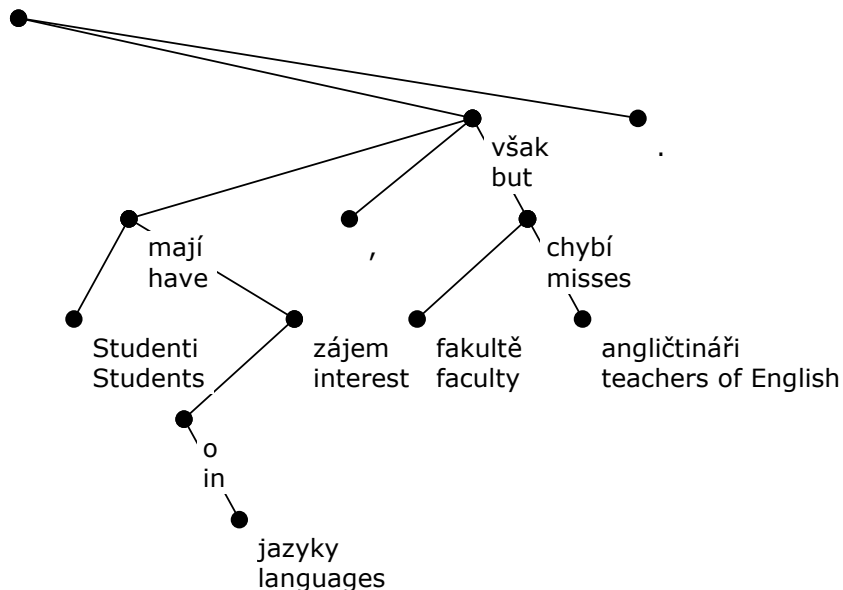 však
but
.
mají
have
,
chybí
misses
Studenti
Students
zájem
interest
fakultě
faculty
angličtináři
teachers of English
o
in
jazyky
languages